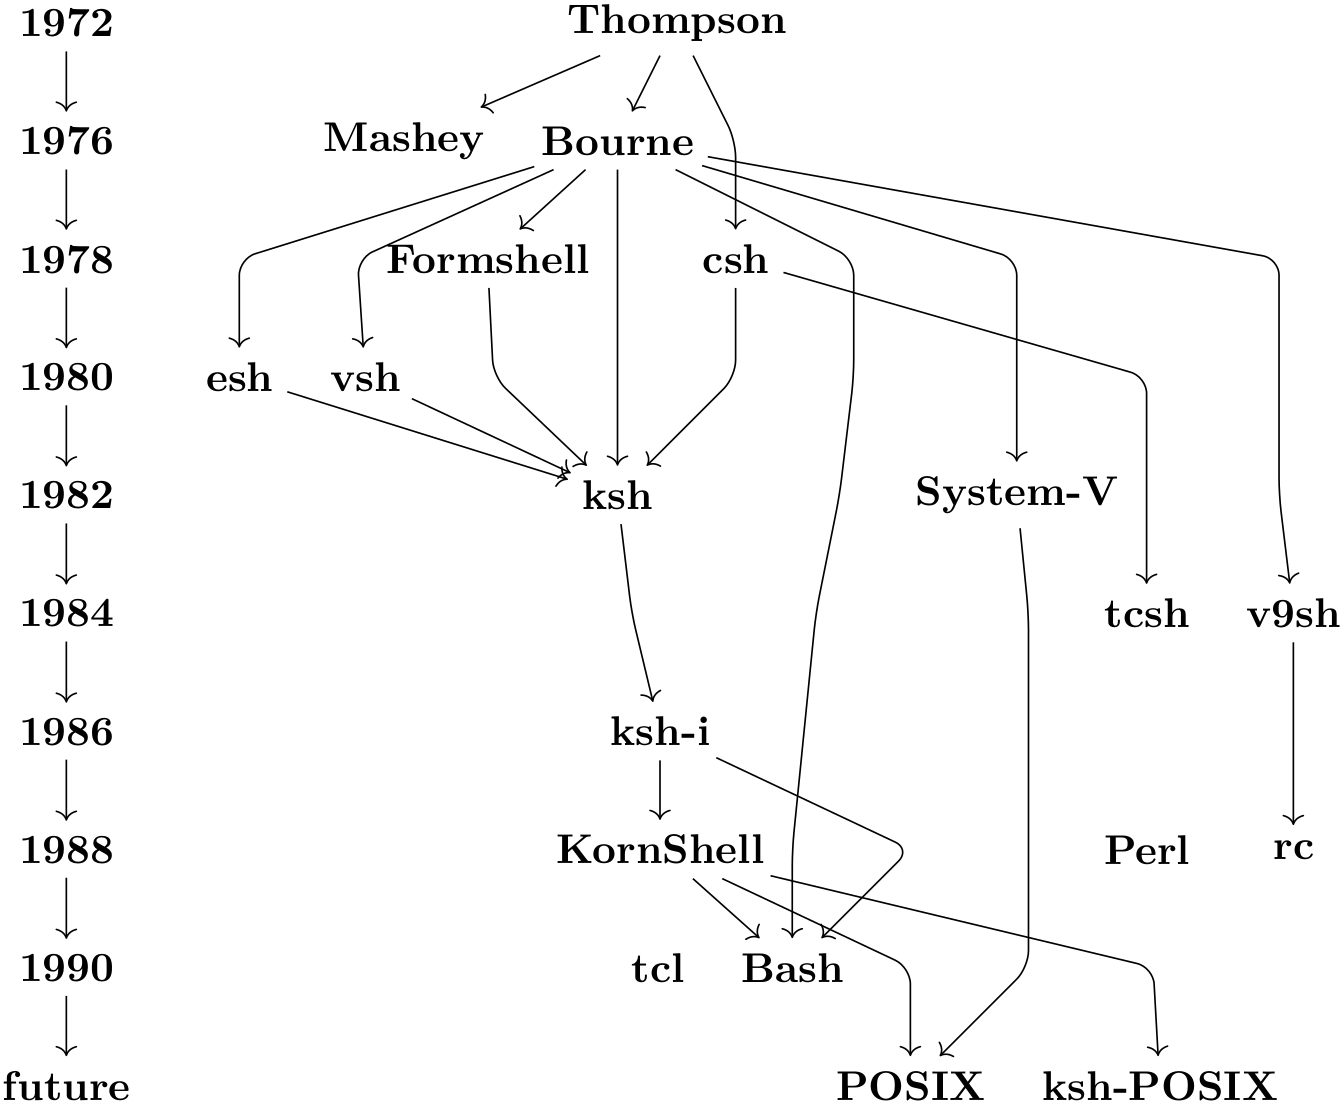 1972 Thompson
1976 Mashey Bourne
1978 Formshell csh
1980 esh vsh
1982 ksh System-V
1984 tcsh v9sh
1986 ksh-i
1988 KornShell Perl rc
1990 tcl Bash
future POSIX ksh-POSIX